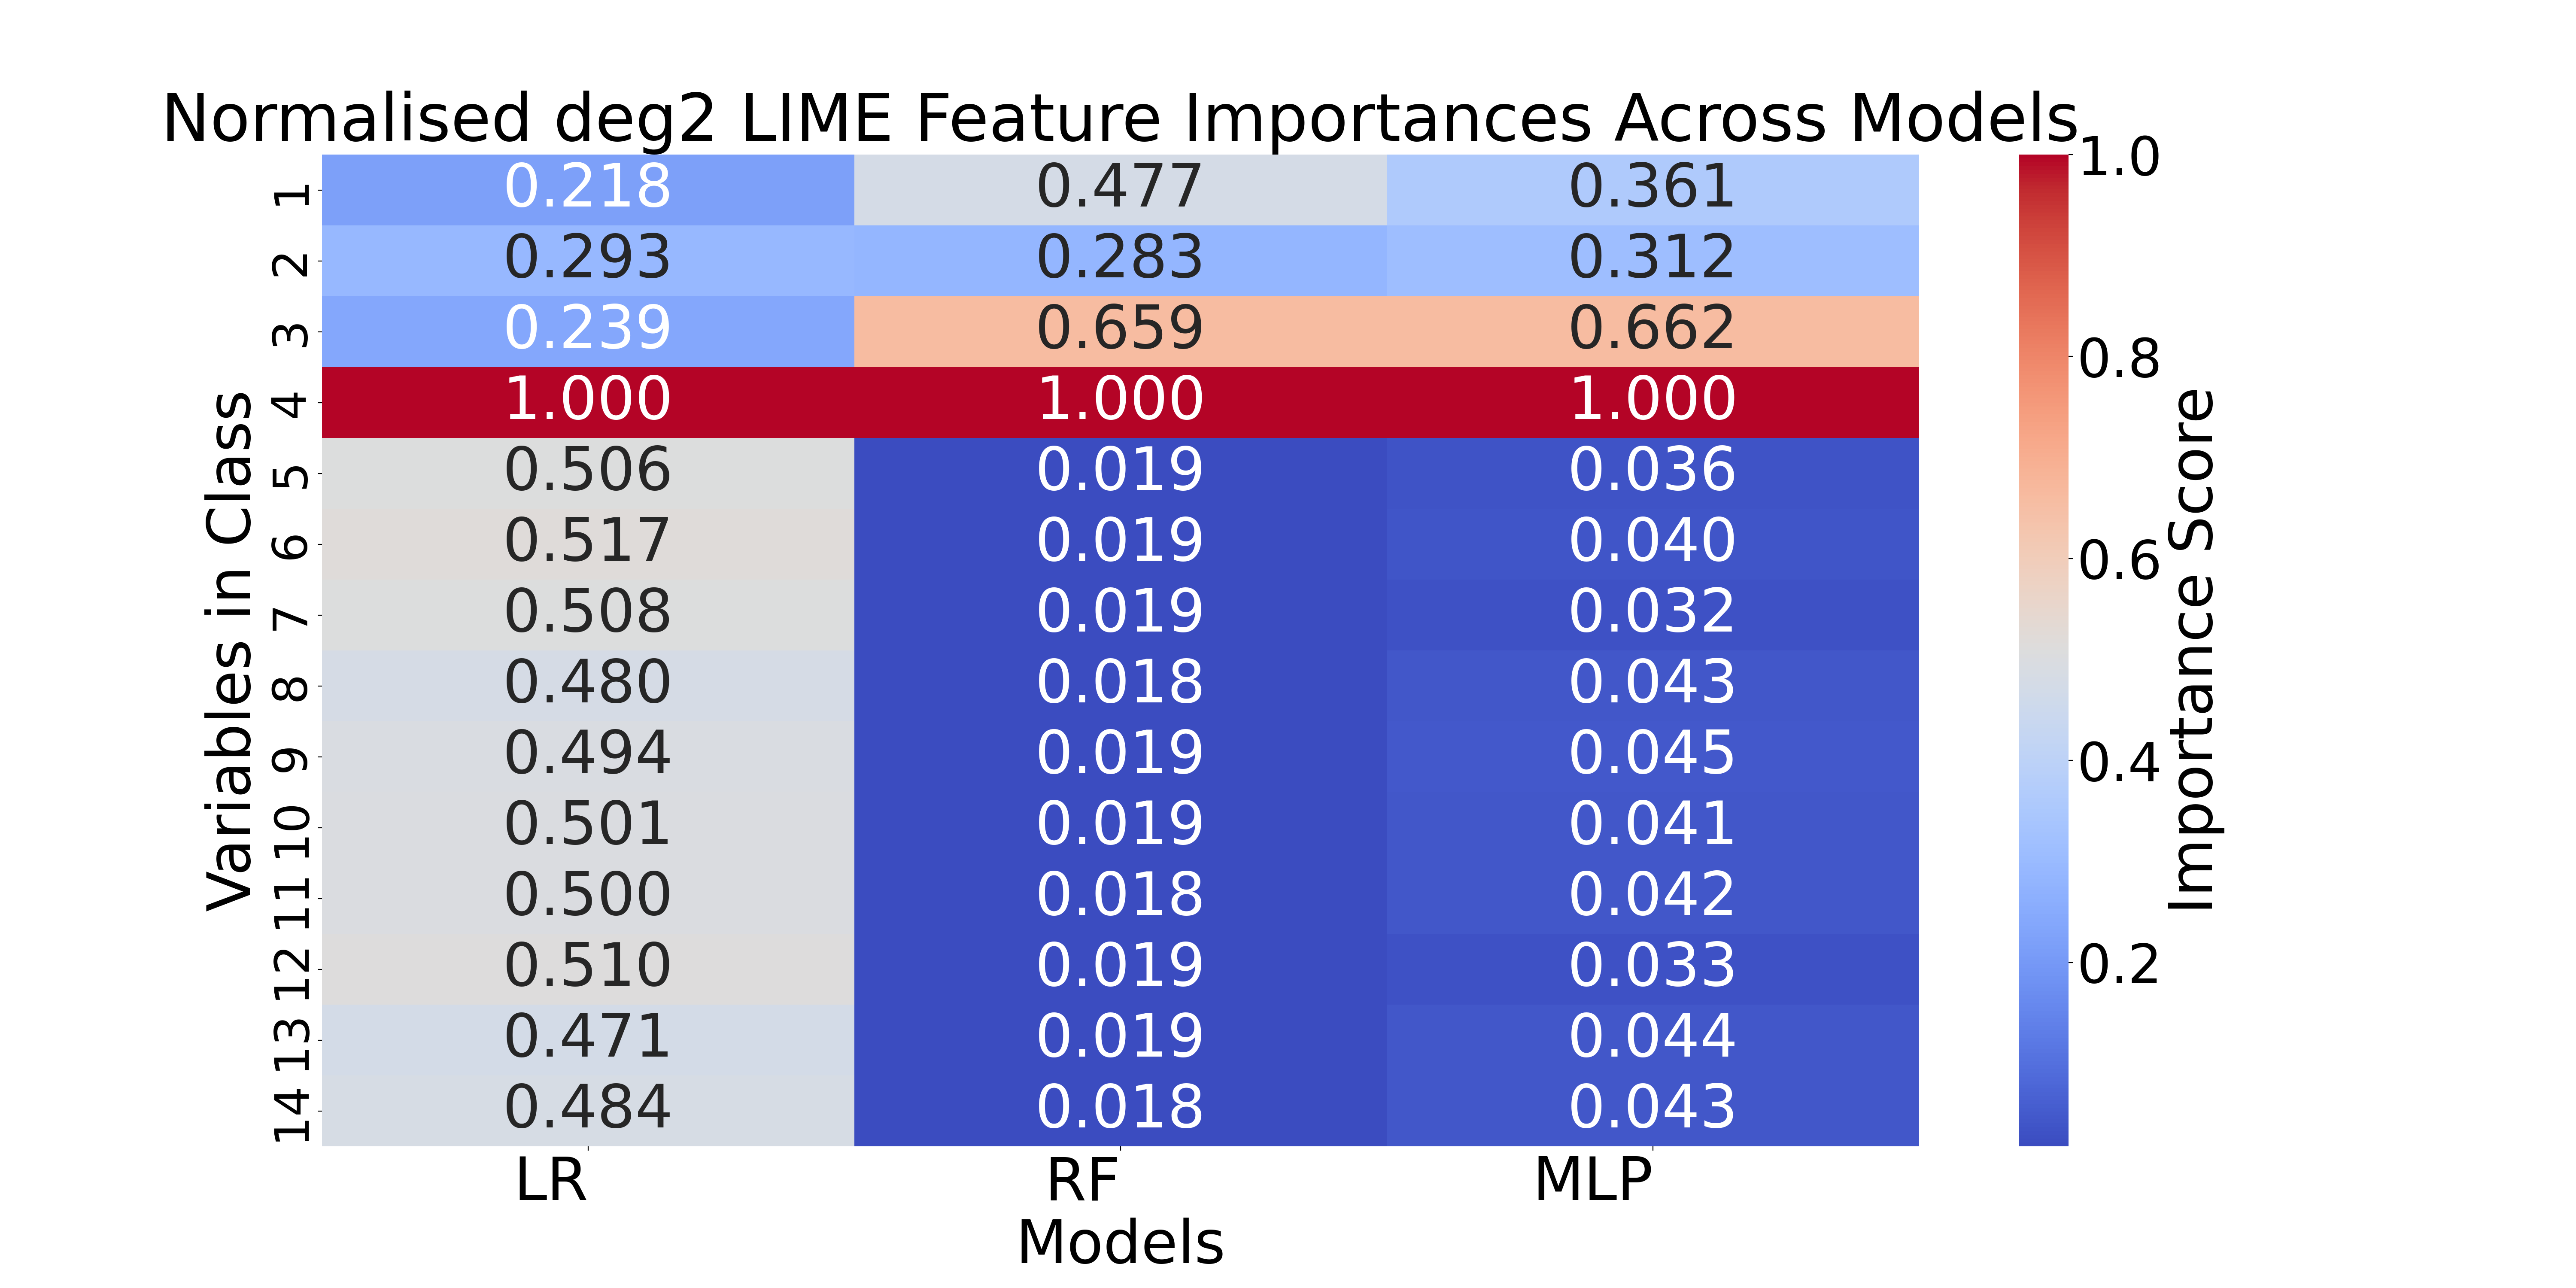 Normalised deg2 LIME Feature Importances Across Models
1 0.218 0.477 0.361
2 0.293 0.283 0.312
3 0.239 0.659 0.662
4 1.000 1.000 1.000
5 0.506 0.019 0.036
6 0.517 0.019 0.040
7 0.508 0.019 0.032
8 0.480 0.018 0.043
9 0.494 0.019 0.045
10 0.501 0.019 0.041
11 0.500 0.018 0.042
12 0.510 0.019 0.033
13 0.471 0.019 0.044
14 0.484 0.018 0.043
LR RF MLP
Models
Variables in Class
1.0
0.8
0.6
0.4
0.2
Importance Score